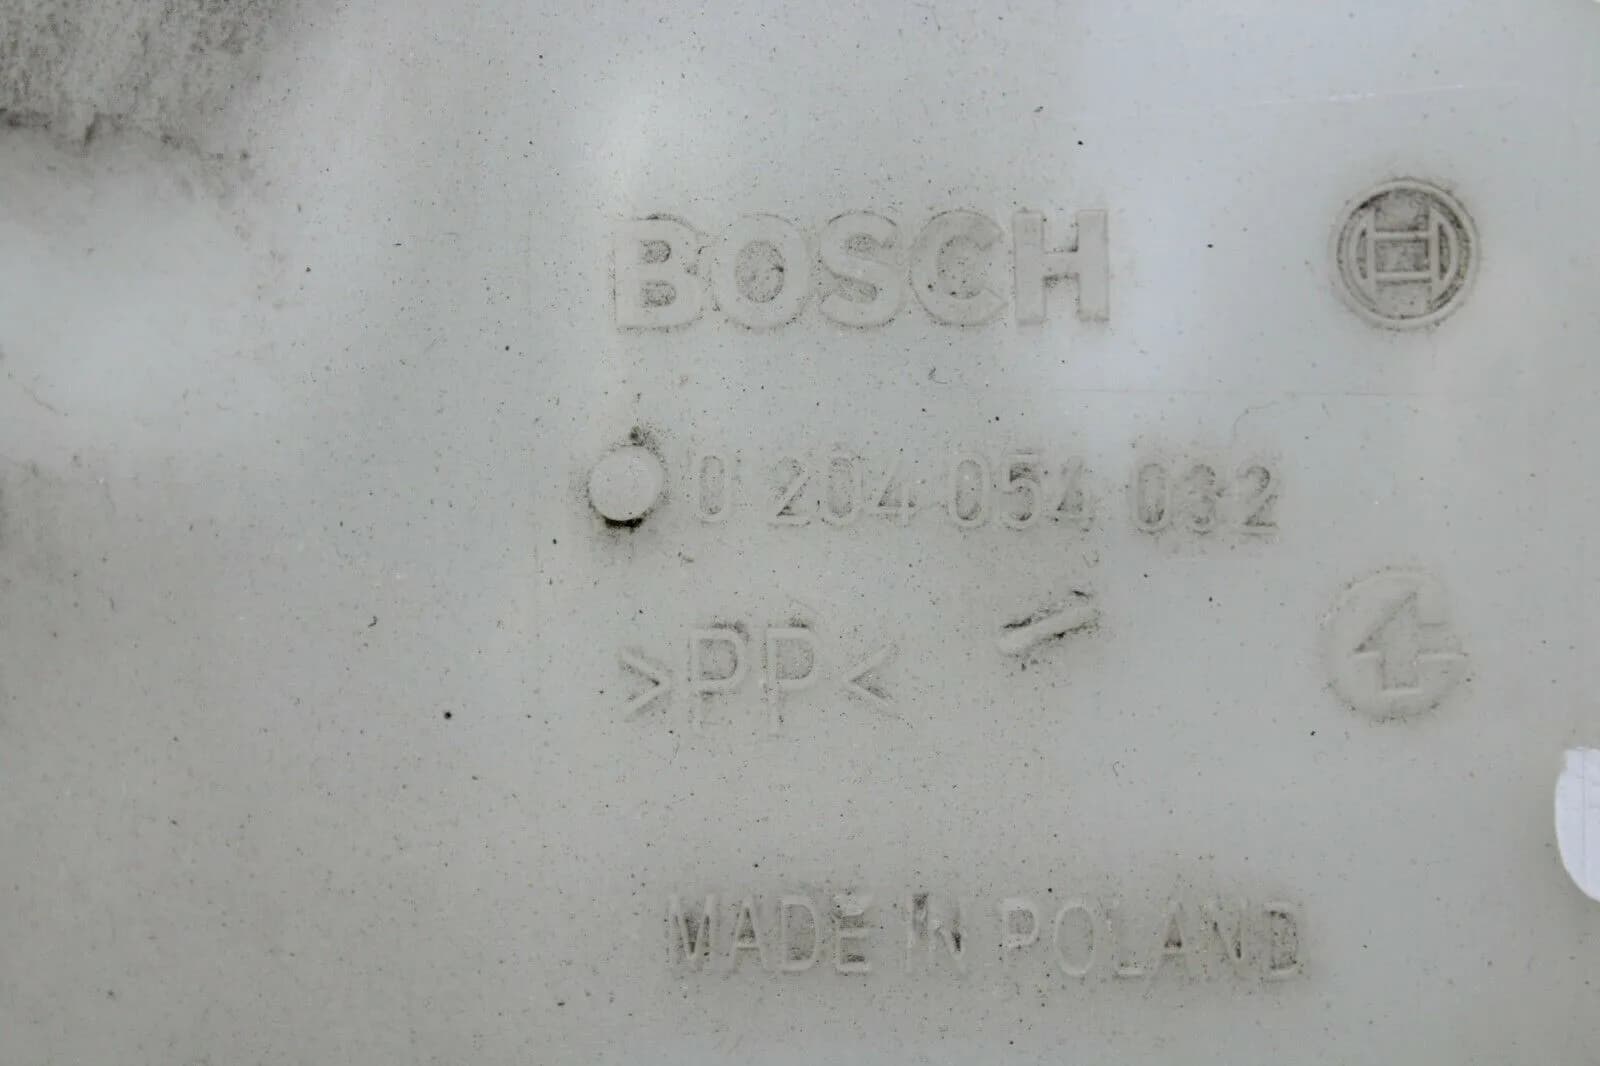 BOSCH
0 204 054 032
>PP<
MADE IN POLAND